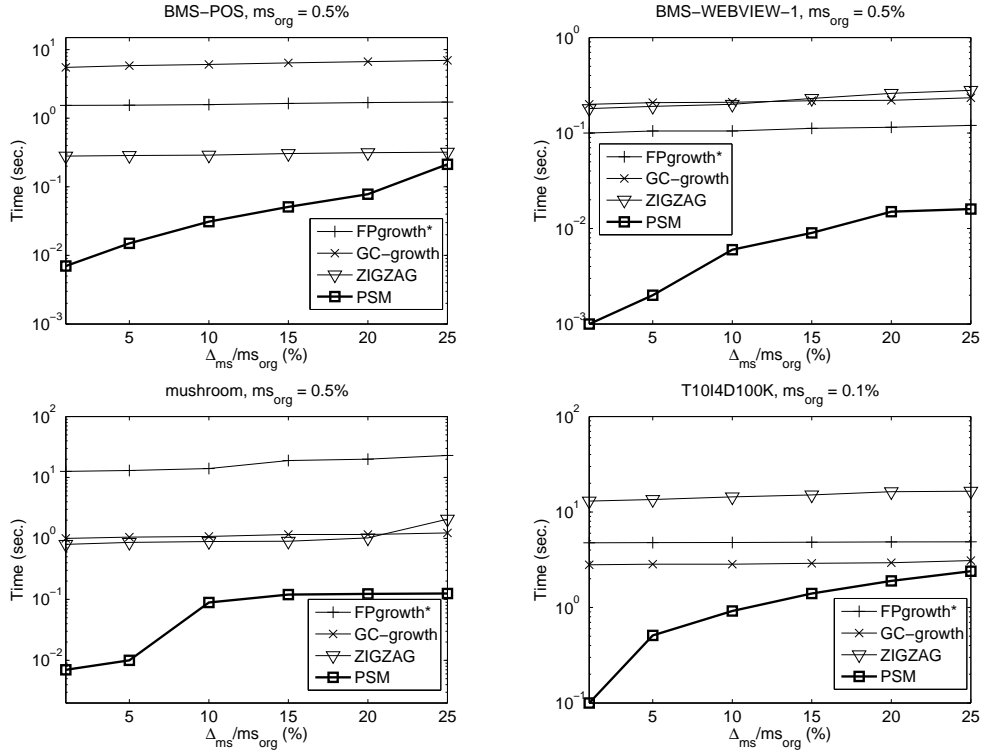 BMS−POS, ms_org = 0.5%
10^1
10^0
10^−1
10^−2
10^−3
Time (sec.)
FPgrowth*
GC−growth
ZIGZAG
PSM
5 10 15 20 25
Δ_ms/ms_org (%)
BMS−WEBVIEW−1, ms_org = 0.5%
10^0
10^−1
10^−2
10^−3
Time (sec.)
FPgrowth*
GC−growth
ZIGZAG
PSM
5 10 15 20 25
Δ_ms/ms_org (%)
mushroom, ms_org = 0.5%
10^2
10^1
10^0
10^−1
10^−2
Time (sec.)
FPgrowth*
GC−growth
ZIGZAG
PSM
5 10 15 20 25
Δ_ms/ms_org (%)
T10I4D100K, ms_org = 0.1%
10^2
10^1
10^0
10^−1
Time (sec.)
FPgrowth*
GC−growth
ZIGZAG
PSM
5 10 15 20 25
Δ_ms/ms_org (%)